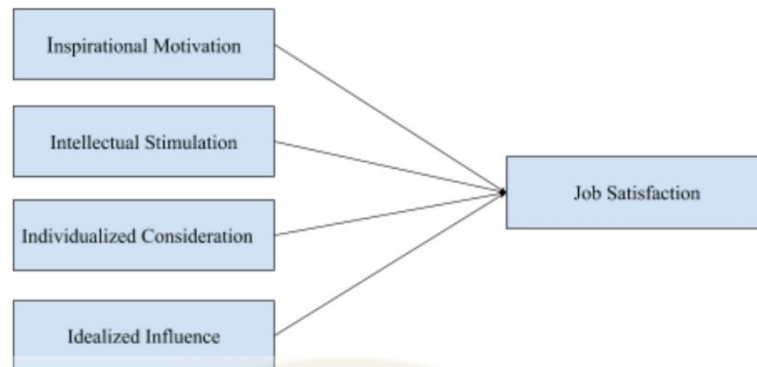 Inspirational Motivation
Intellectual Stimulation
Individualized Consideration
Idealized Influence
Job Satisfaction